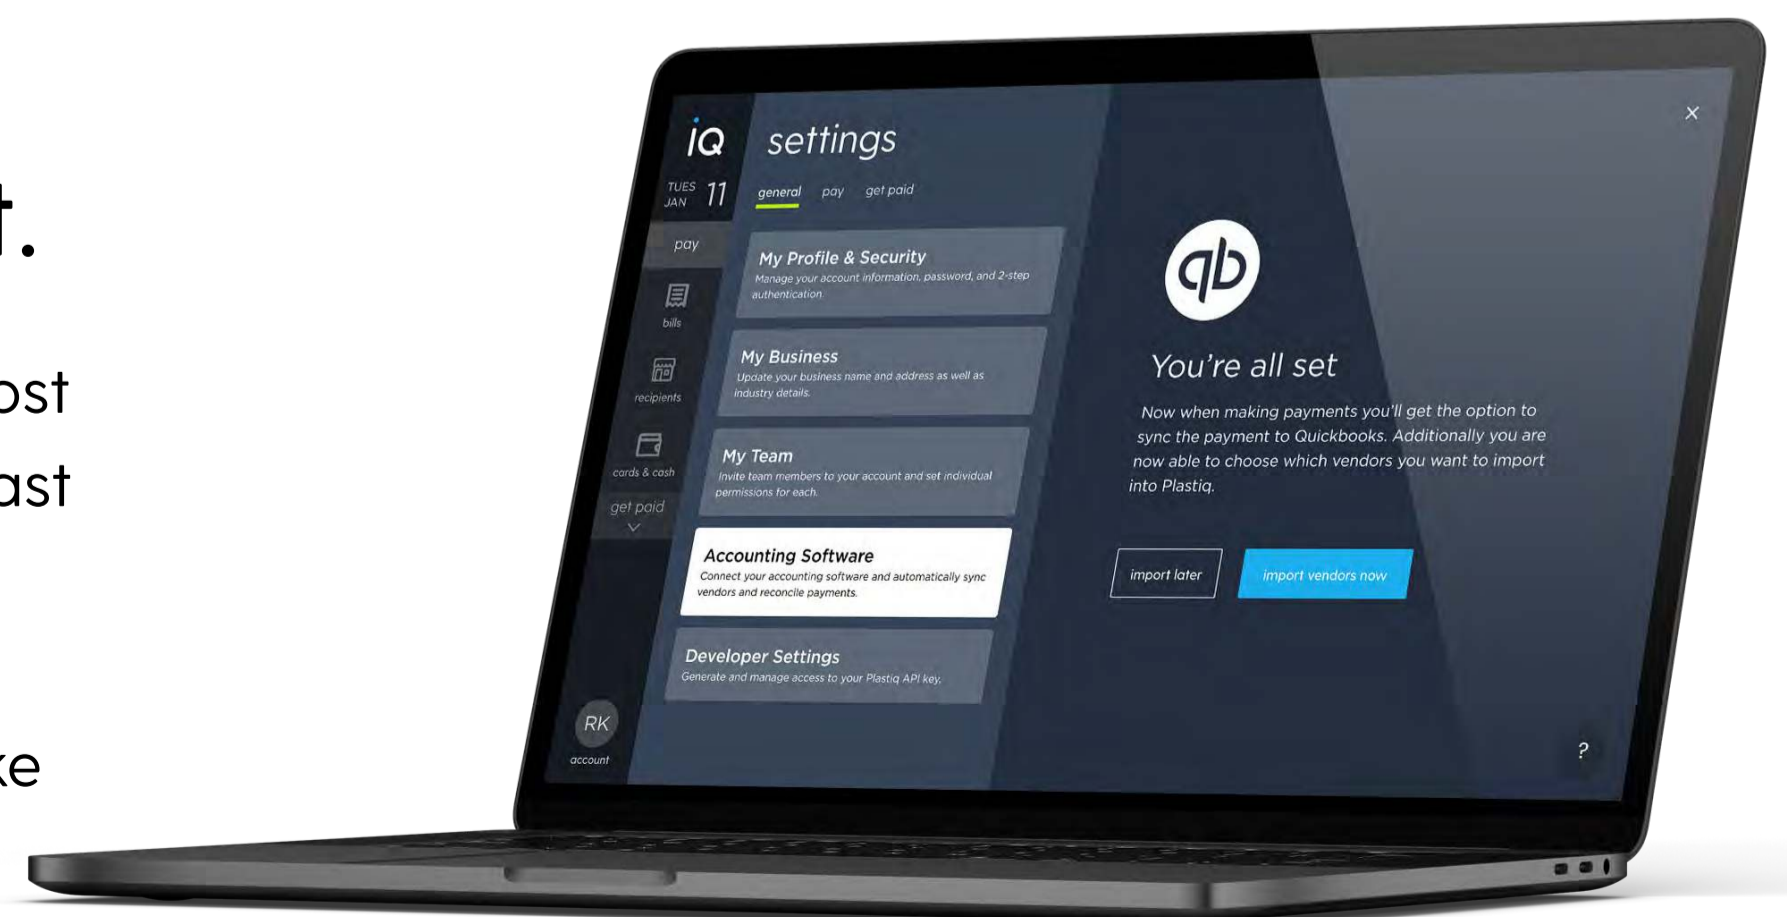 t.
ost
ast
ke
iQ
TUES
JAN
11
pay
bills
recipients
cards & cash
get paid
RK
account
settings
general pay get paid
My Profile & Security
Manage your account information, password, and 2-step
authentication
My Business
Update your business name and address as well as
industry details.
My Team
Invite team members to your account and set individual
permissions for each.
Accounting Software
Connect your accounting software and automatically sync
vendors and reconcile payments.
Developer Settings
Generate and manage access to your Plastiq API key.
×
qb
You're all set
Now when making payments you'll get the option to
sync the payment to Quickbooks. Additionally you are
now able to choose which vendors you want to import
into Plastiq.
import later
import vendors now
?